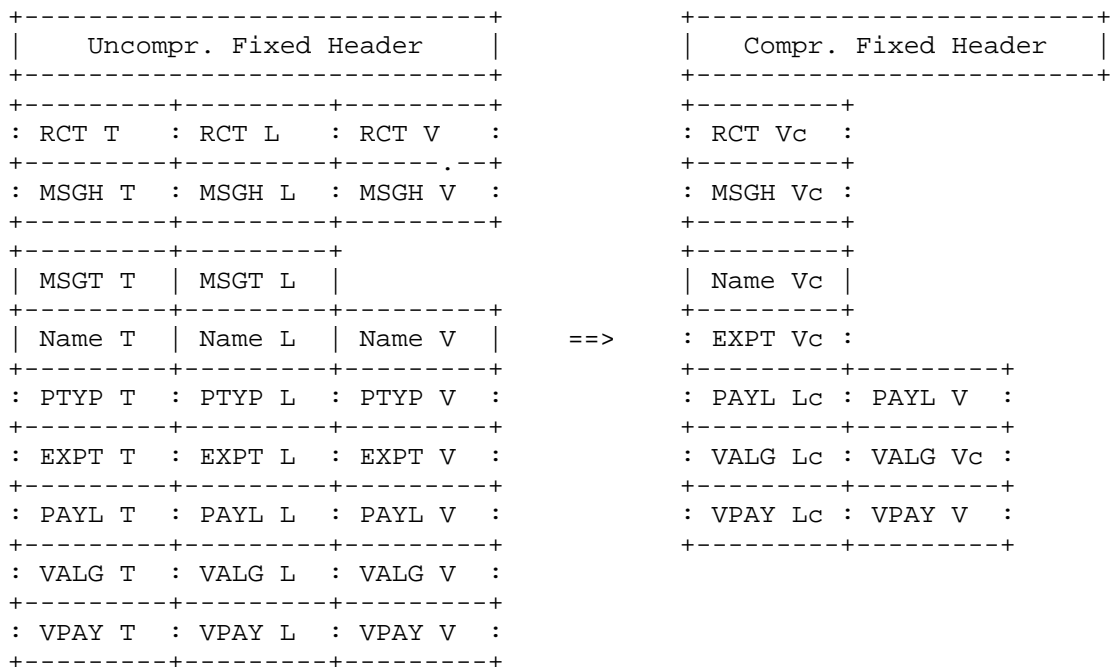 +-----------------------------+           +-------------------------+
|    Uncompr. Fixed Header    |           |   Compr. Fixed Header   |
+-----------------------------+           +-------------------------+
+---------+---------+---------+           +---------+
: RCT T   : RCT L   : RCT V   :           : RCT Vc  :
+---------+---------+------.--+           +---------+
: MSGH T  : MSGH L  : MSGH V  :           : MSGH Vc :
+---------+---------+---------+           +---------+
+---------+---------+                     +---------+
| MSGT T  | MSGT L  |                     | Name Vc |
+---------+---------+---------+           +---------+
| Name T  | Name L  | Name V  |    ==>    : EXPT Vc :
+---------+---------+---------+           +---------+---------+
: PTYP T  : PTYP L  : PTYP V  :           : PAYL Lc : PAYL V  :
+---------+---------+---------+           +---------+---------+
: EXPT T  : EXPT L  : EXPT V  :           : VALG Lc : VALG Vc :
+---------+---------+---------+           +---------+---------+
: PAYL T  : PAYL L  : PAYL V  :           : VPAY Lc : VPAY V  :
+---------+---------+---------+           +---------+---------+
: VALG T  : VALG L  : VALG V  :
+---------+---------+---------+
: VPAY T  : VPAY L  : VPAY V  :
+---------+---------+---------+